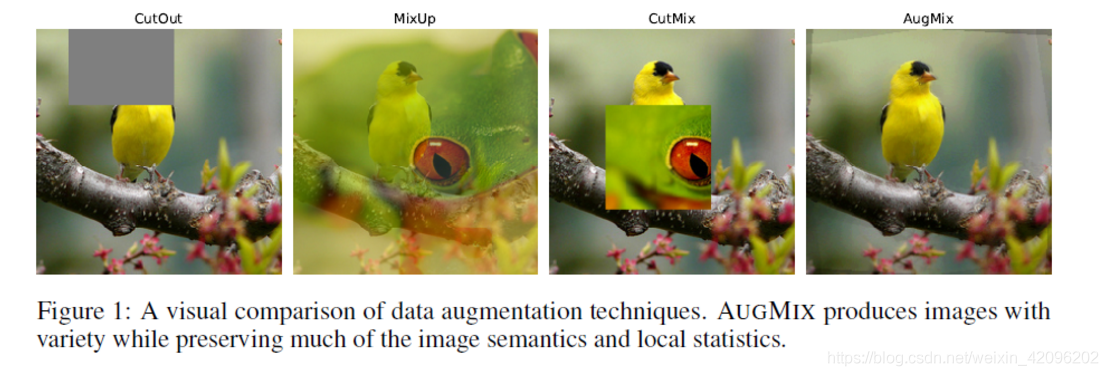 CutOut MixUp CutMix AugMix
Figure 1: A visual comparison of data augmentation techniques. AUGMIX produces images with
variety while preserving much of the image semantics and local statistics.
https://blog.csdn.net/weixin_42096202